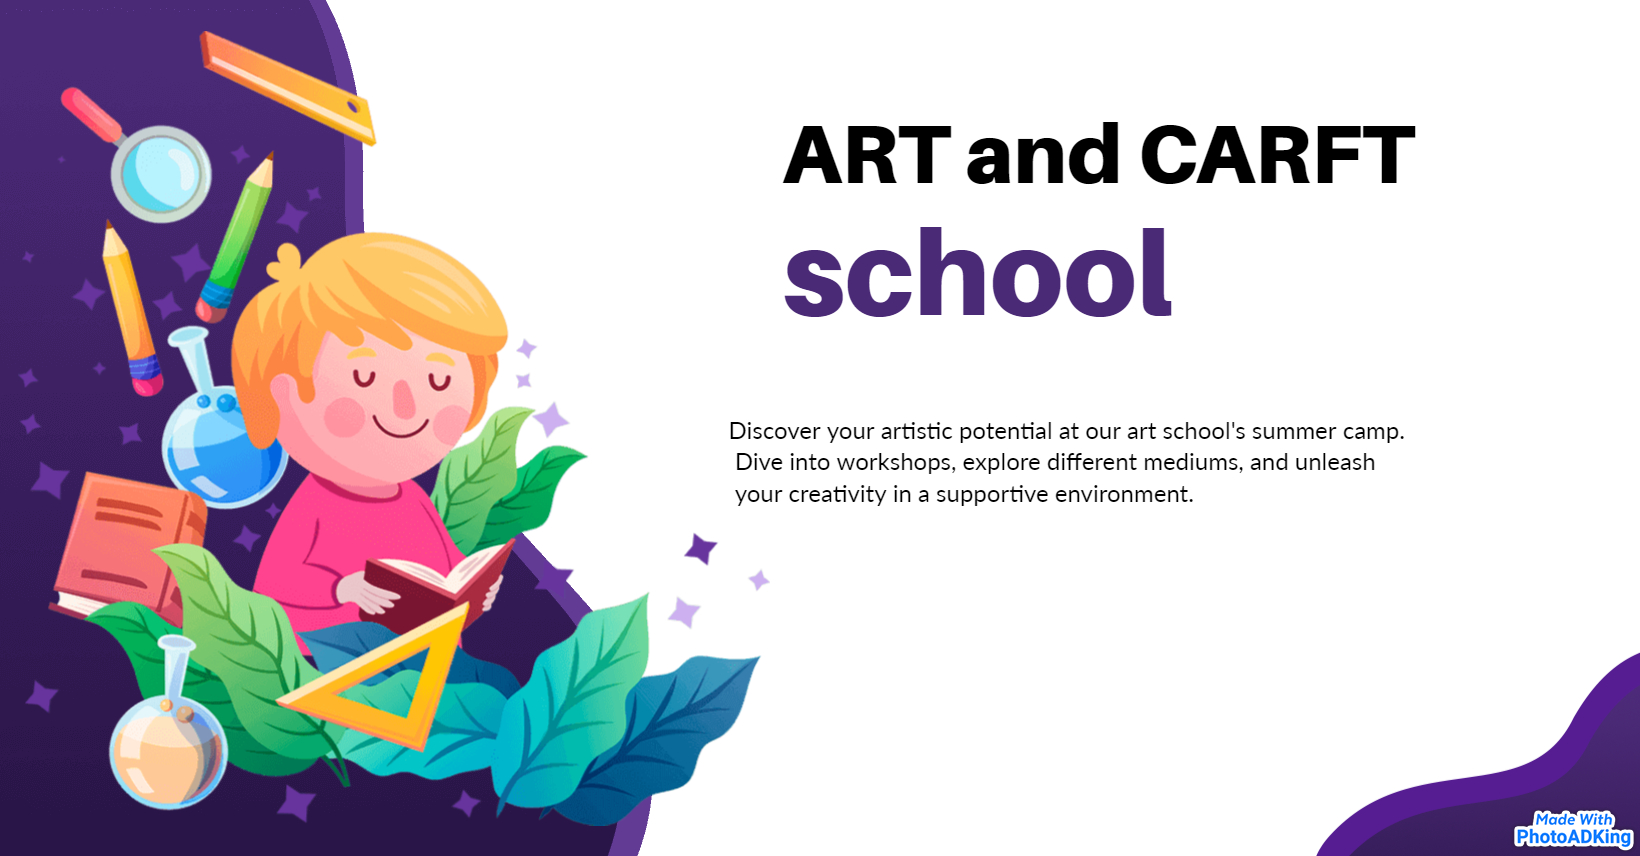 ART and CARFT
school
Discover your artistic potential at our art school's summer camp.
Dive into workshops, explore different mediums, and unleash
your creativity in a supportive environment.
Made With
PhotoADKing